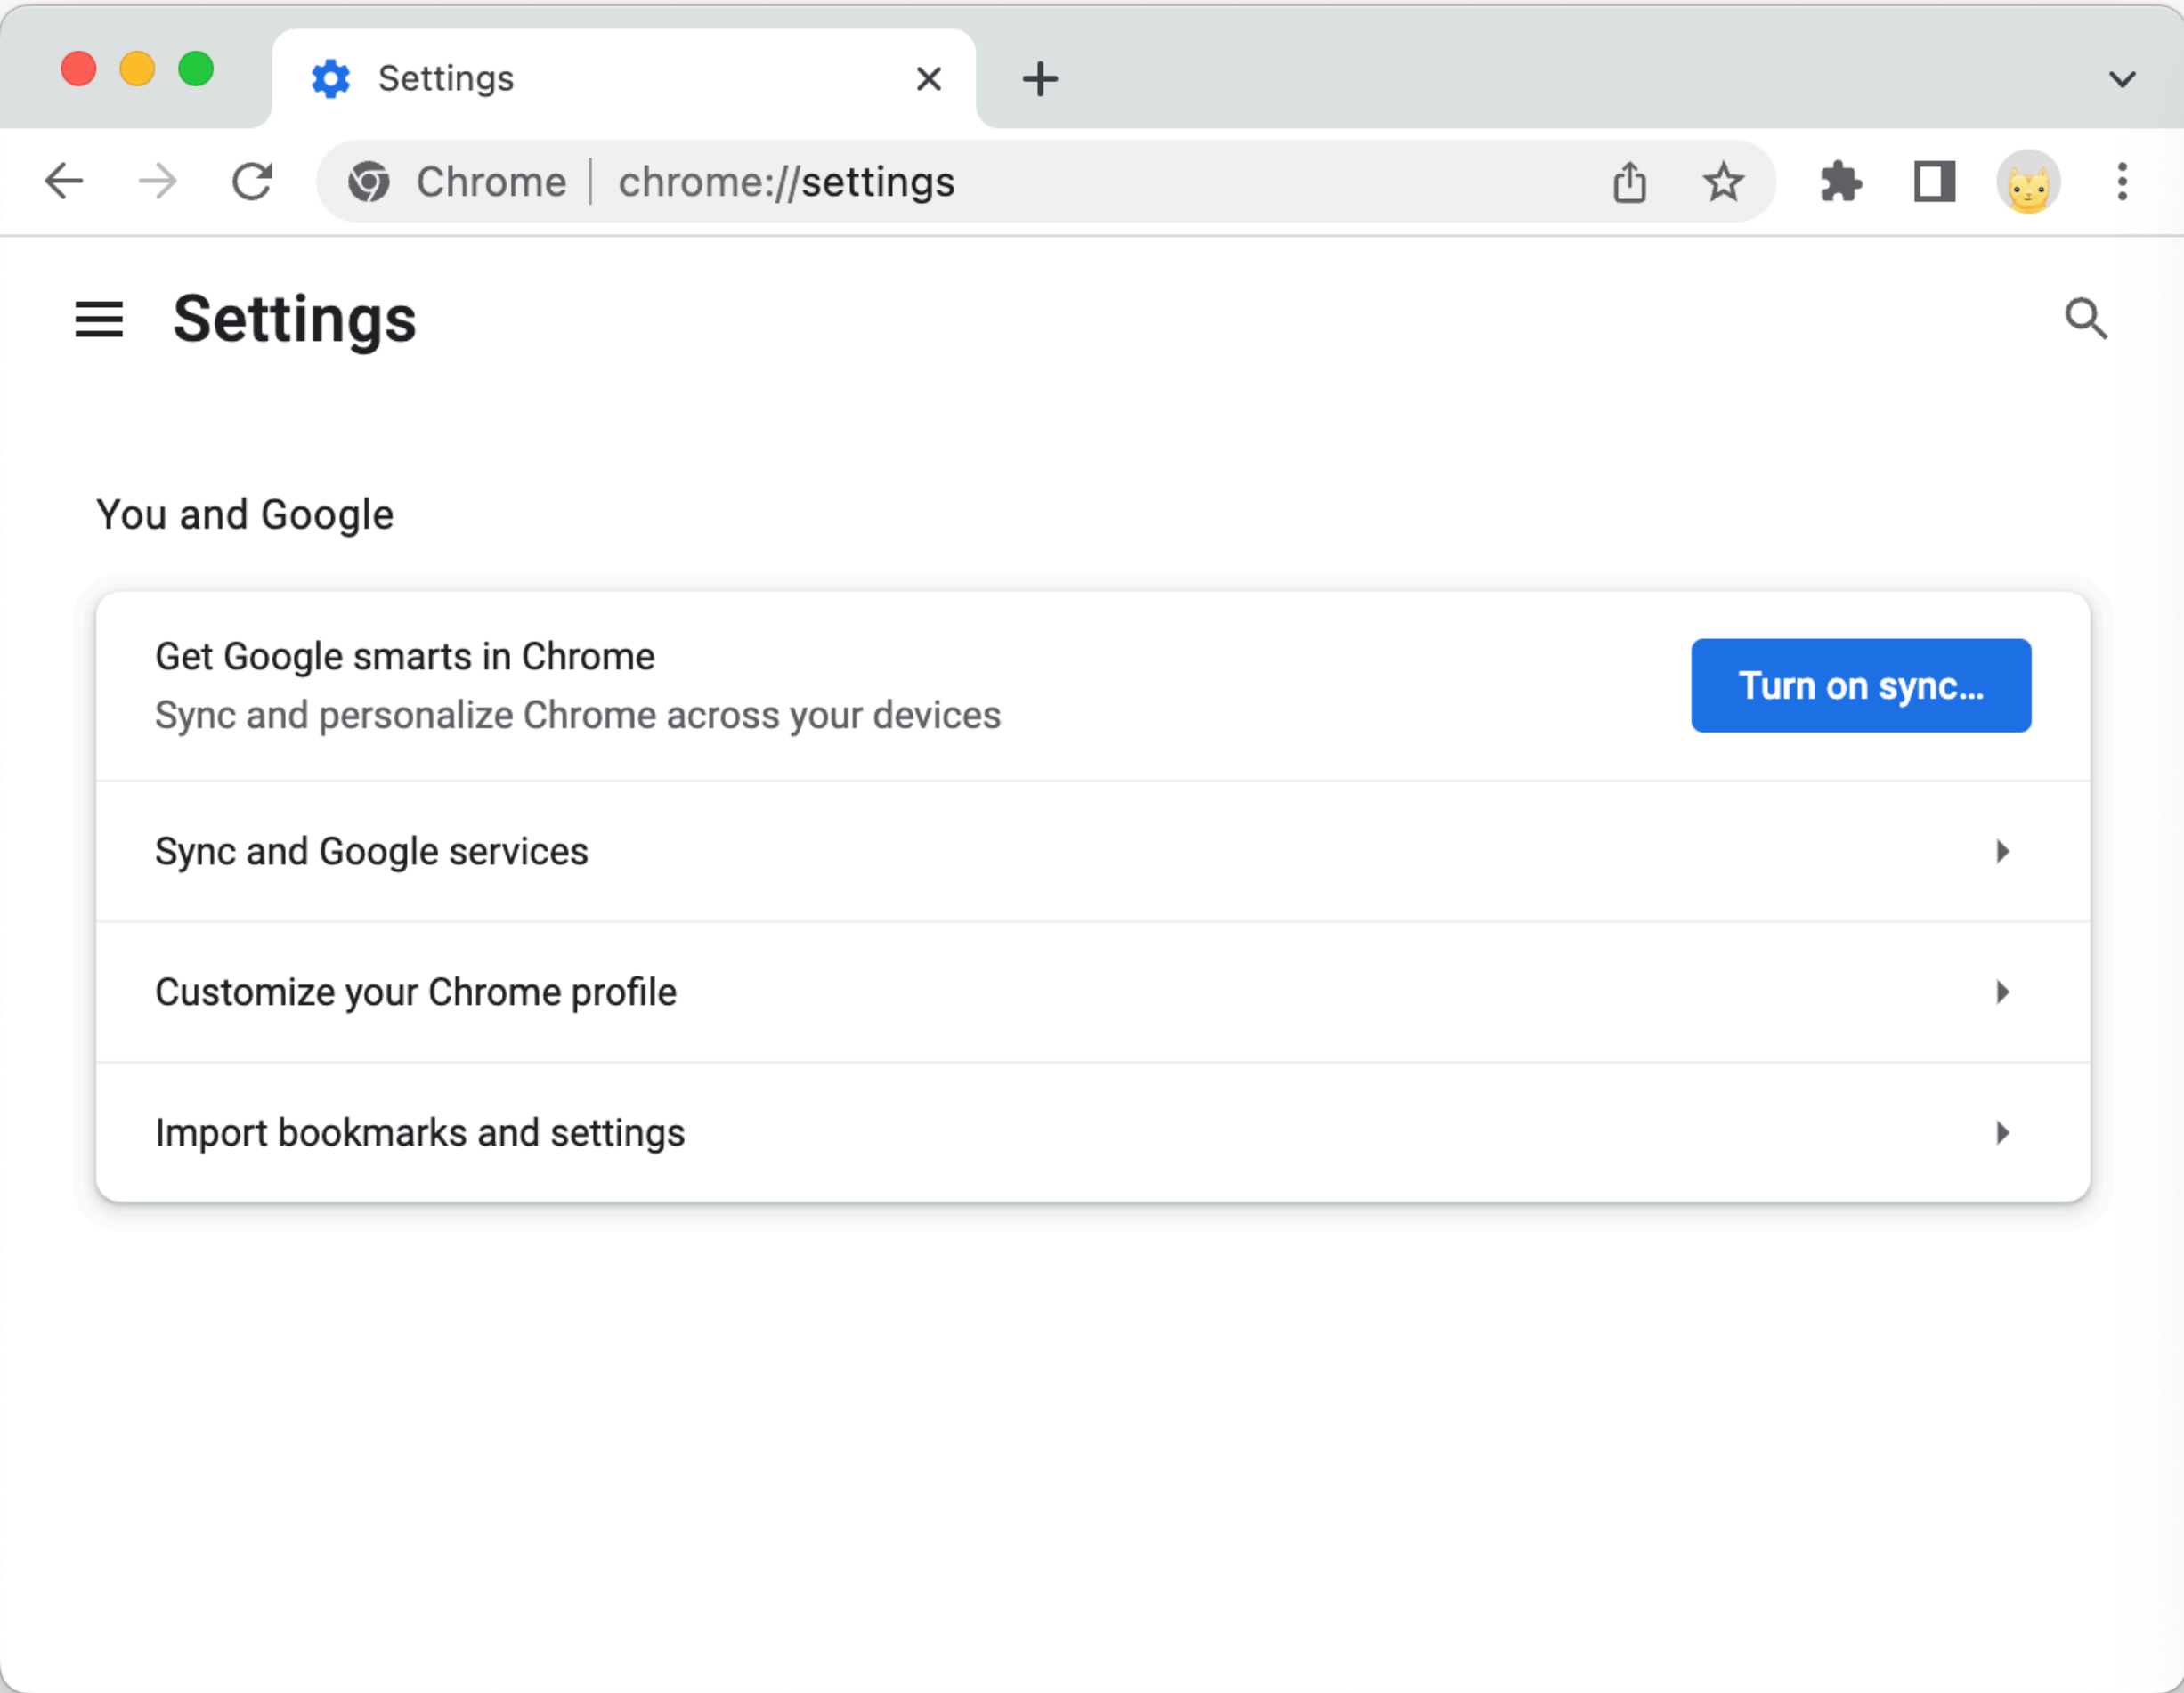 Settings
Chrome | chrome://settings
Settings
You and Google
Get Google smarts in Chrome
Sync and personalize Chrome across your devices
Turn on sync...
Sync and Google services
Customize your Chrome profile
Import bookmarks and settings